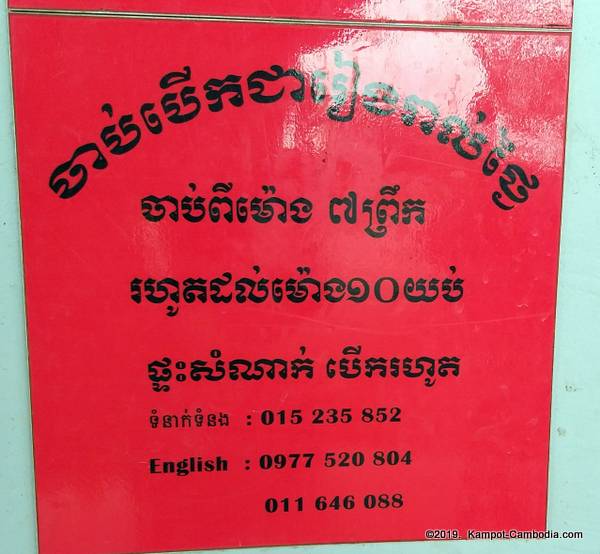 ចាប់បើកជារៀងរាល់ថ្ងៃ
ចាប់ពីម៉ោង ៧ព្រឹក
រហូតដល់ម៉ោង១០យប់
ផ្ទះសំណាក់ បើករហូត
ទំនាក់ទំនង : 015 235 852
English : 0977 520 804
011 646 088
©2019. Kampot-Cambodia.com